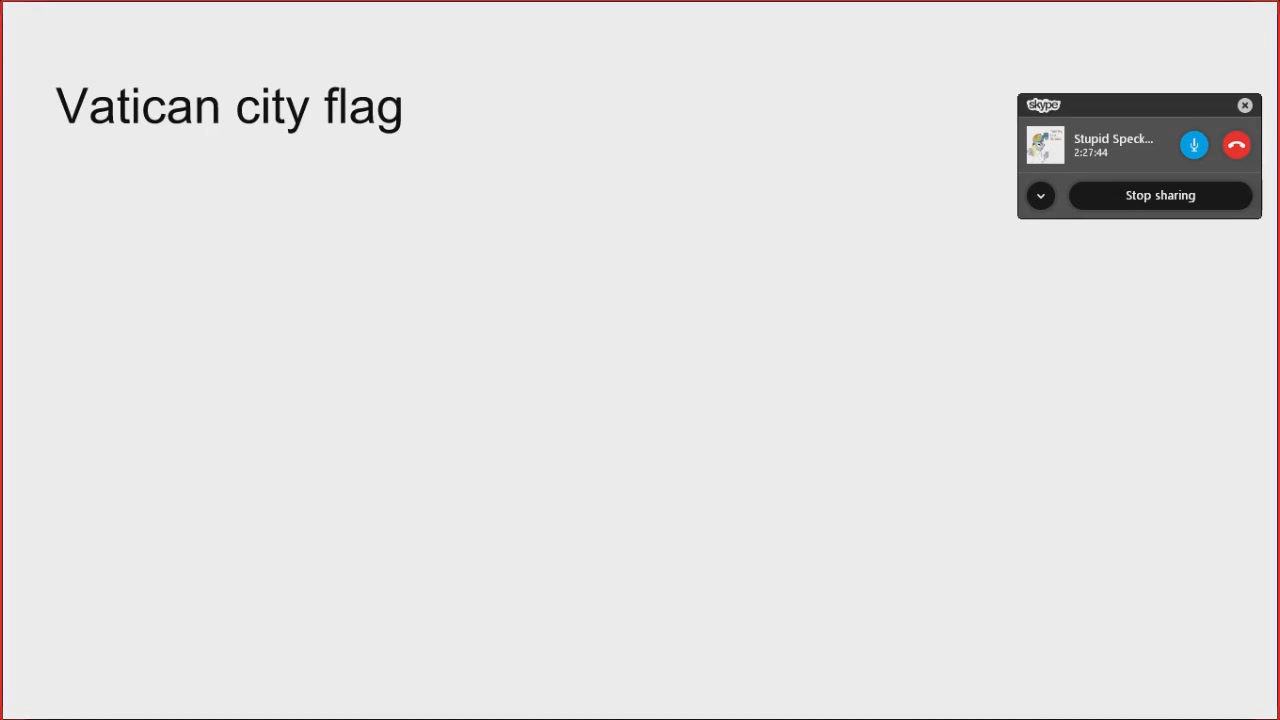 Vatican city flag
skype
Stupid Speck...
2:27:44
Stop sharing